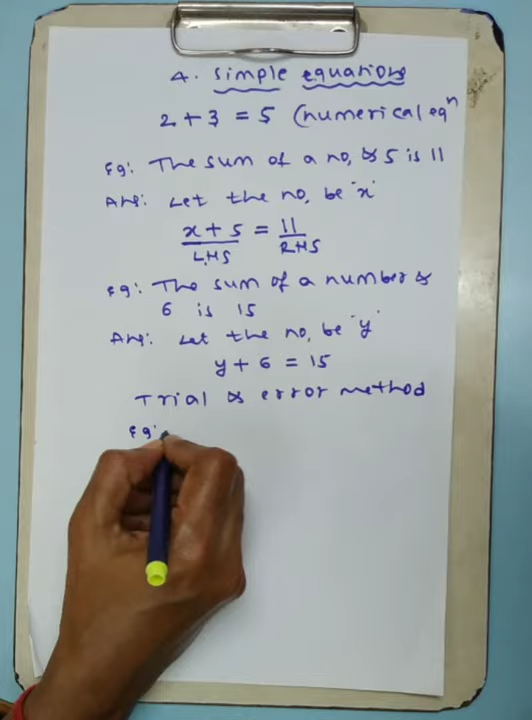 4. simple equations
2 + 3 = 5 (numerical eqⁿ
Eg: The sum of a no, & 5 is 11
Ans: Let the no, be "x"
x + 5 = 11
LHS RHS
Eg: The sum of a number &
6 is 15
Ans: Let the no, be "y"
y + 6 = 15
Trial & error method
Eg: